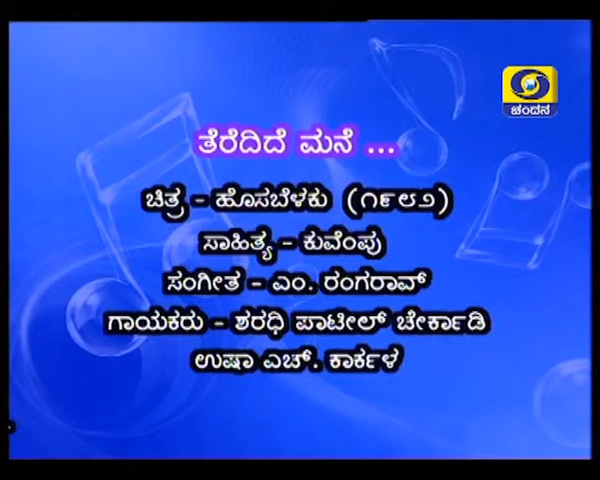 ಚಂದನ
ತೆರೆದಿದೆ ಮನೆ ...
ಚಿತ್ರ - ಹೊಸಬೆಳಕು (೧೯೮೨)
ಸಾಹಿತ್ಯ - ಕುವೆಂಪು
ಸಂಗೀತ - ಎಂ. ರಂಗರಾವ್
ಗಾಯಕರು - ಶರಧಿ ಪಾಟೀಲ್ ಚೇರ್ಕಾಡಿ
ಉಷಾ ಎಚ್. ಕಾರ್ಕಳ